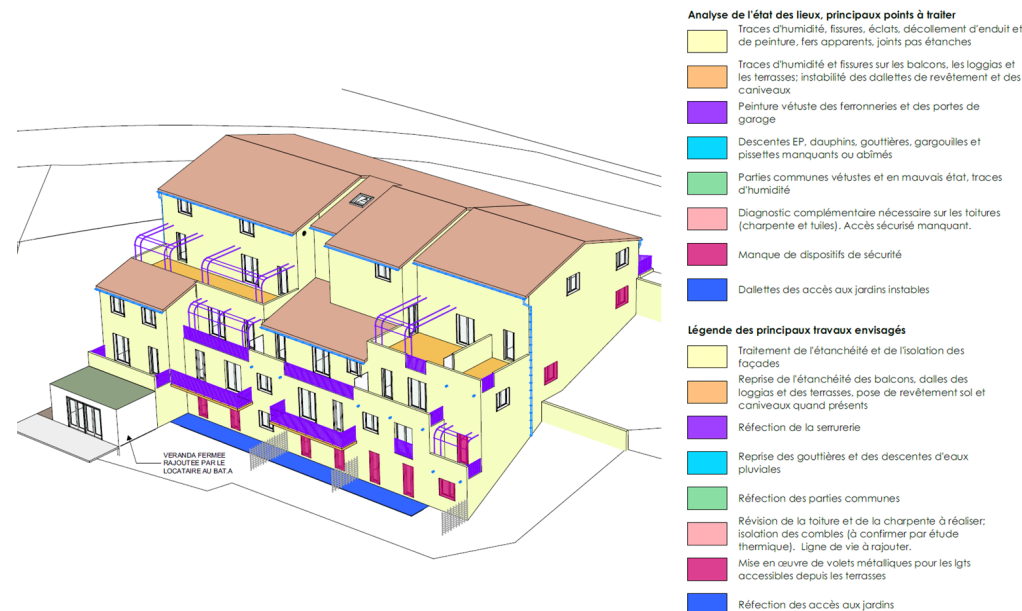 Analyse de l'état des lieux, principaux points à traiter
Traces d'humidité, fissures, éclats, décollement d'enduit et
de peinture, fers apparents, joints pas étanches
Traces d'humidité et fissures sur les balcons, les loggias et
les terrasses; instabilité des dallettes de revêtement et des
caniveaux
Peinture vétuste des ferronneries et des portes de
garage
Descentes EP, dauphins, gouttières, gargouilles et
pissettes manquants ou abîmés
Parties communes vétustes et en mauvais état, traces
d'humidité
Diagnostic complémentaire nécessaire sur les toitures
(charpente et tuiles). Accès sécurisé manquant.
Manque de dispositifs de sécurité
Dallettes des accès aux jardins instables
Légende des principaux travaux envisagés
Traitement de l'étanchéité et de l'isolation des
façades
Reprise de l'étanchéité des balcons, dalles des
loggias et des terrasses, pose de revêtement sol et
caniveaux quand présents
Réfection de la serrurerie
Reprise des gouttières et des descentes d'eaux
pluviales
Réfection des parties communes
Révision de la toiture et de la charpente à réaliser;
isolation des combles (à confirmer par étude
thermique). Ligne de vie à rajouter.
Mise en œuvre de volets métalliques pour les lgts
accessibles depuis les terrasses
Réfection des accès aux jardins
VERANDA FERMEE
RAJOUTEE PAR LE
LOCATAIRE AU BAT.A